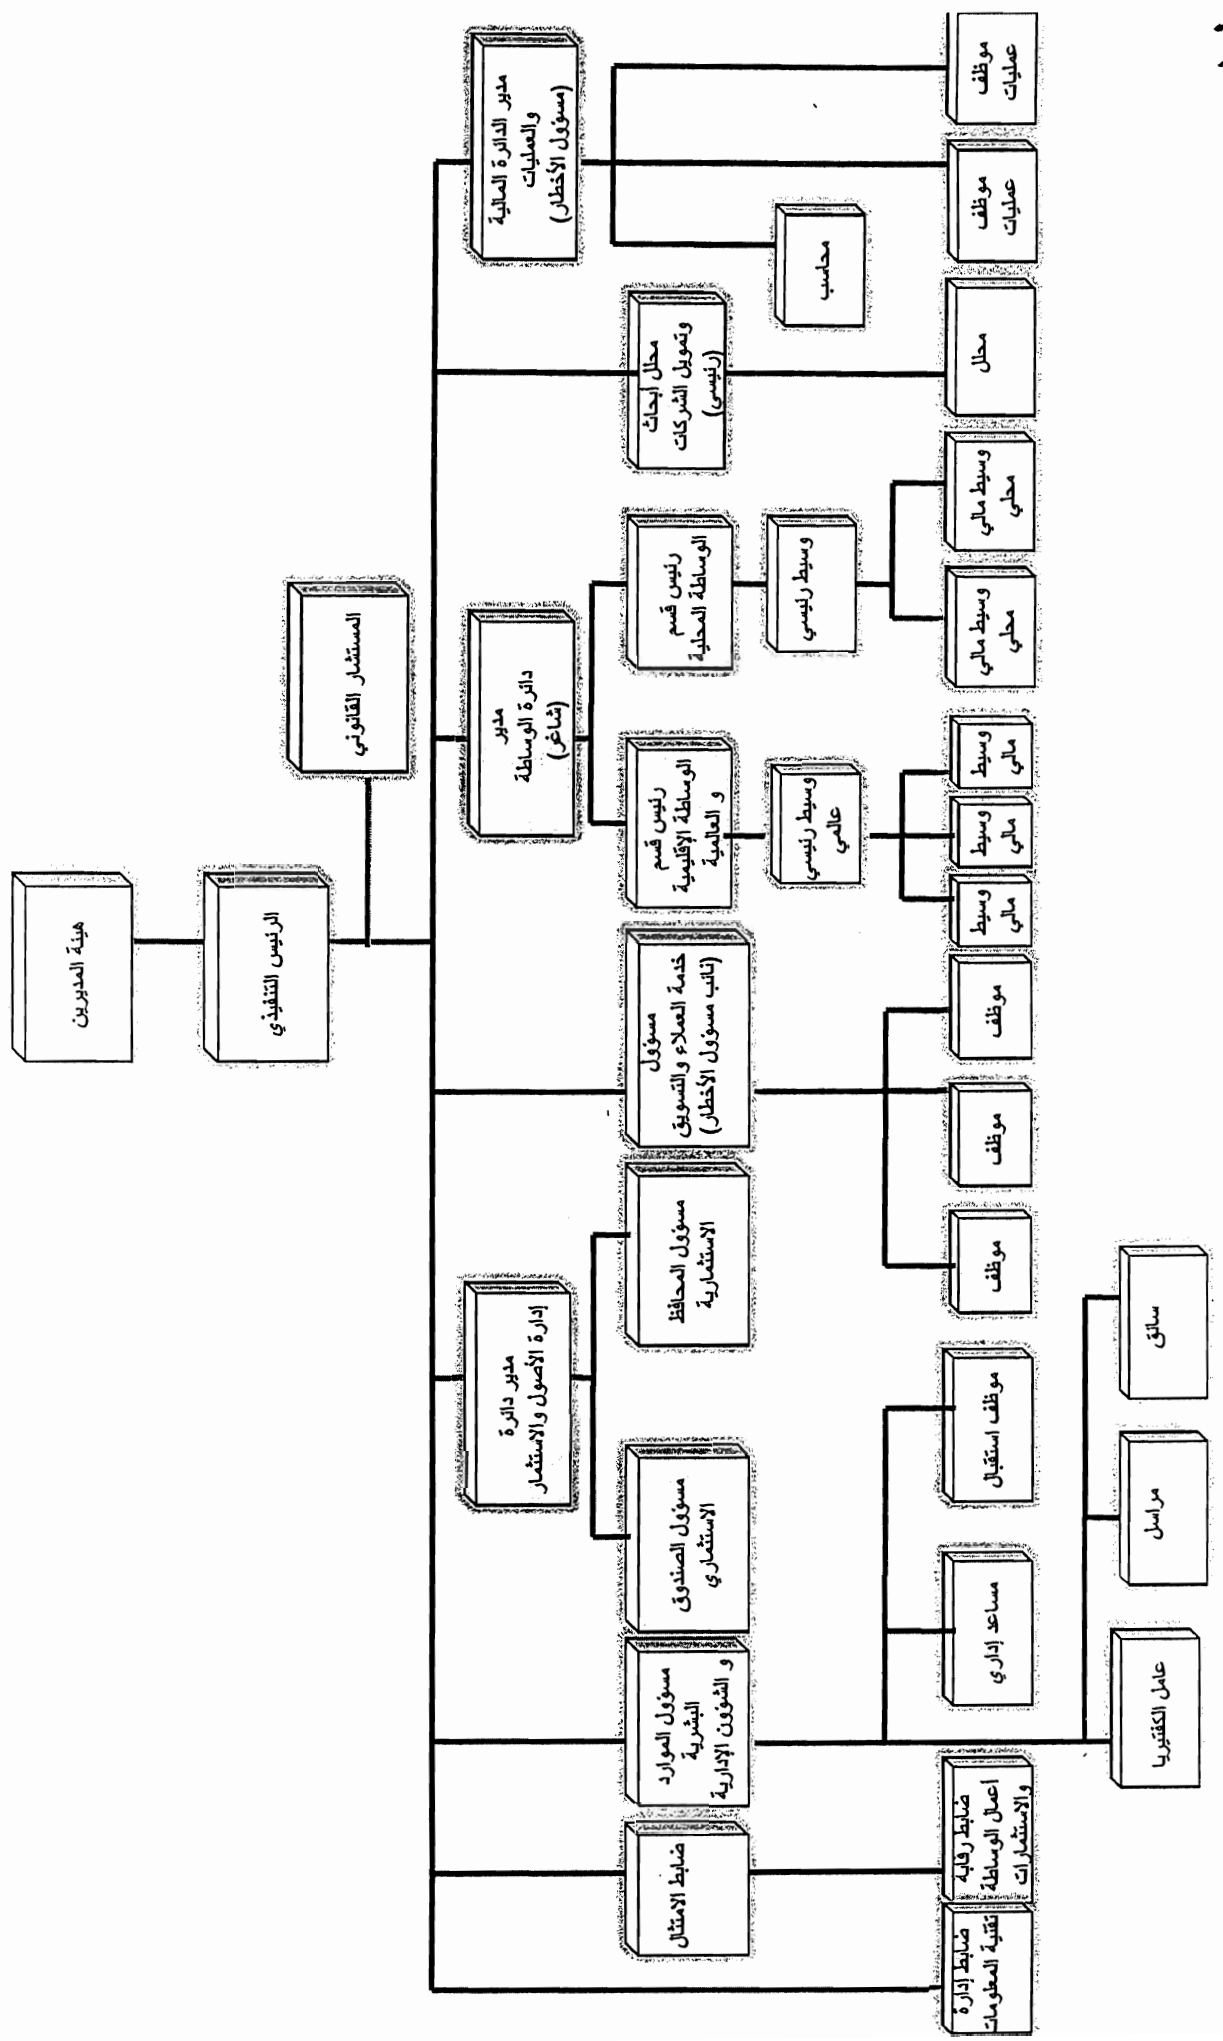 هيئة المديرين
الرئيس التنفيذي
المستشار القانوني
مدير الدائرة المالية
والعمليات
(مسؤول الأخطار)
مدير
دائرة الوساطة
(شاغر)
مدير دائرة
إدارة الأصول والاستثمار
محلل أبحاث
وتمويل الشركات
(رئيسي)
رئيس قسم
الوساطة المحلية
رئيس قسم
الوساطة الإقليمية
و العالمية
مسؤول
خدمة العملاء والتسويق
(نائب مسؤول الأخطار)
مسؤول المحافظ
الاستثمارية
مسؤول الصندوق
الاستثماري
مسؤول الموارد
البشرية
و الشؤون الإدارية
ضابط الامتثال
محاسب
وسيط رئيسي
وسيط رئيسي
عالمي
موظف
عمليات
موظف
عمليات
محلل
وسيط مالي
محلي
وسيط مالي
محلي
وسيط
مالي
وسيط
مالي
وسيط
مالي
موظف
موظف
موظف
موظف استقبال
مساعد إداري
ضابط رقابة
اعمال الوساطة
والاستثمارات
ضابط إدارة
تقنية المعلومات
سائق
مراسل
عامل الكفتيريا